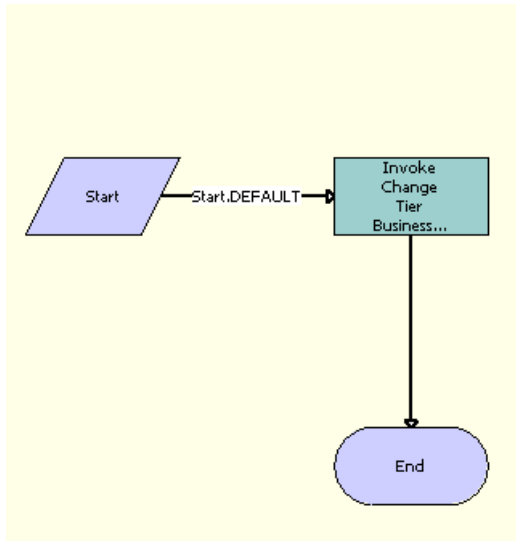 Start
Start.DEFAULT
Invoke
Change
Tier
Business...
End